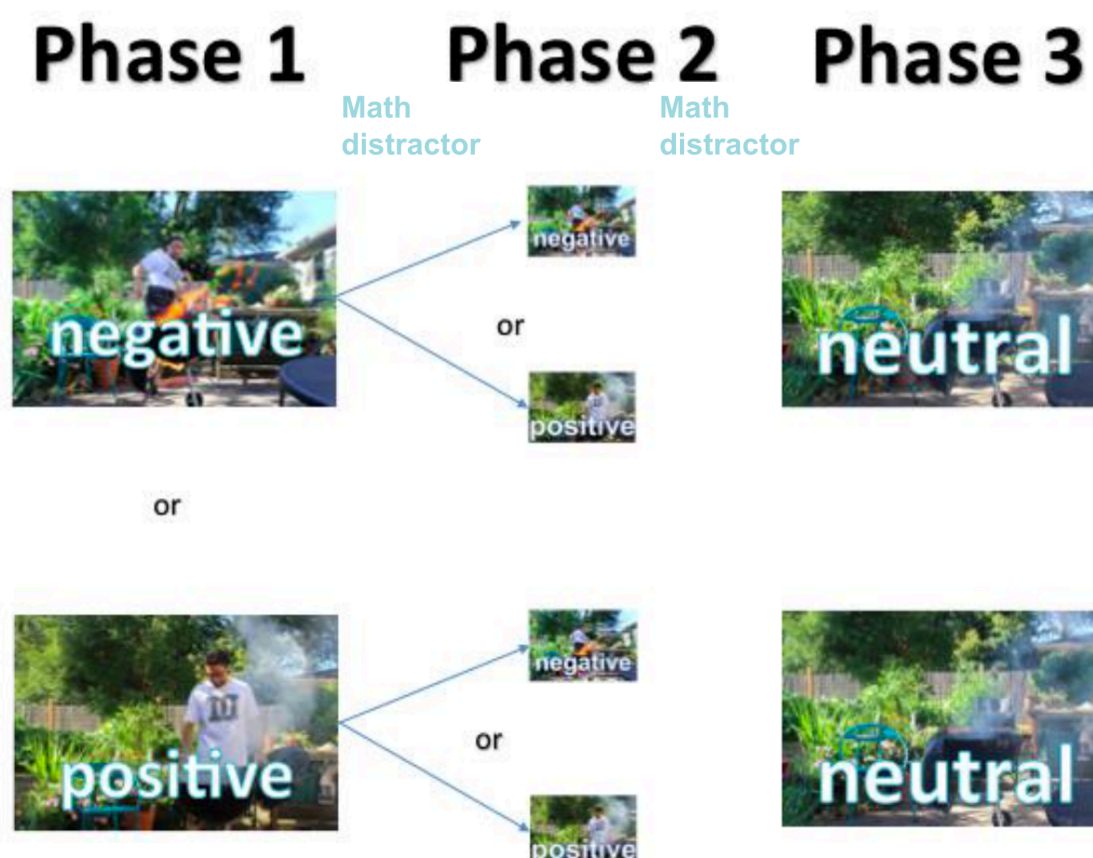 Phase 1
Phase 2
Phase 3
Math
distractor
Math
distractor
negative
negative
or
positive
neutral
or
positive
negative
or
positive
neutral